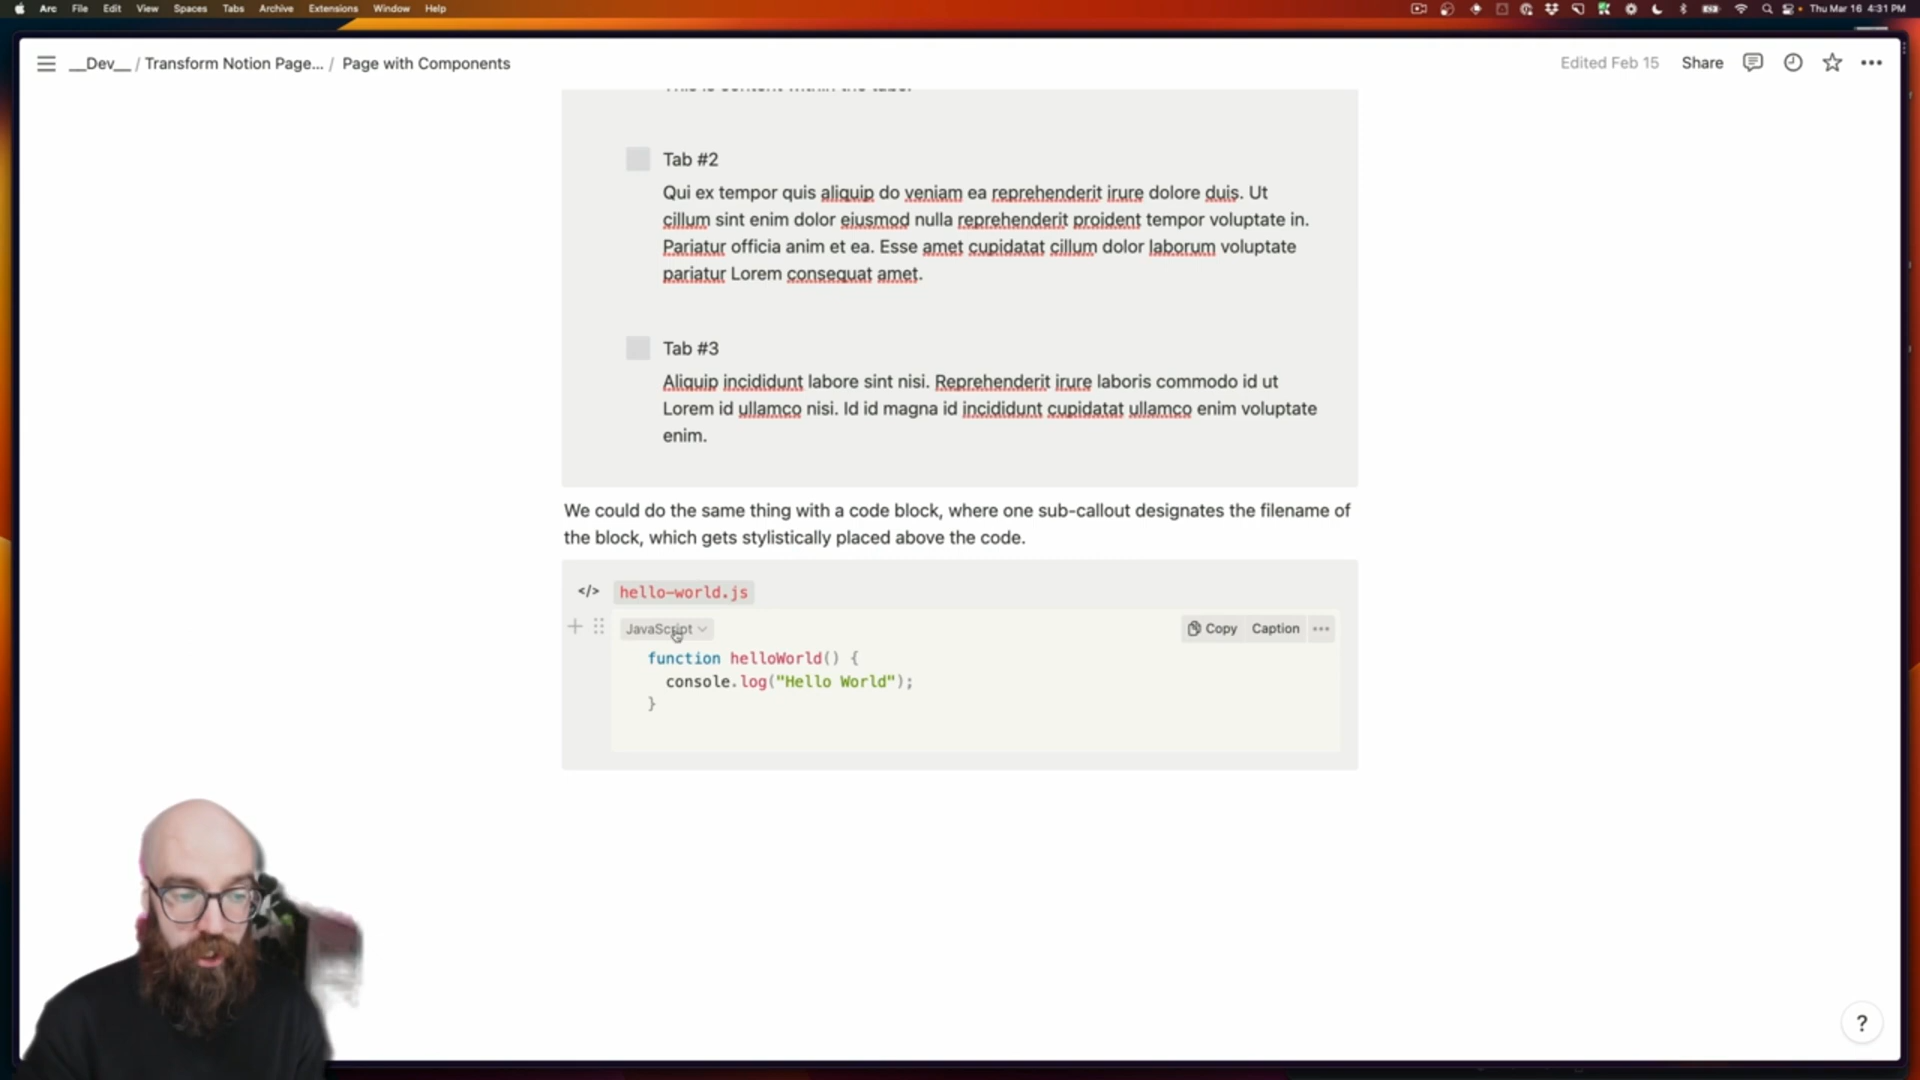 Arc File Edit View Spaces Tabs Archive Extensions Window Help
Thu Mar 16 4:31 PM
__Dev__ / Transform Notion Page... / Page with Components
Edited Feb 15 Share
This is content within the tabs.
Tab #2
Qui ex tempor quis aliquip do veniam ea reprehenderit irure dolore duis. Ut
cillum sint enim dolor eiusmod nulla reprehenderit proident tempor voluptate in.
Pariatur officia anim et ea. Esse amet cupidatat cillum dolor laborum voluptate
pariatur Lorem consequat amet.
Tab #3
Aliquip incididunt labore sint nisi. Reprehenderit irure laboris commodo id ut
Lorem id ullamco nisi. Id id magna id incididunt cupidatat ullamco enim voluptate
enim.
We could do the same thing with a code block, where one sub-callout designates the filename of
the block, which gets stylistically placed above the code.
</> hello-world.js
JavaScript
Copy Caption
function helloWorld() {
console.log("Hello World");
}
?